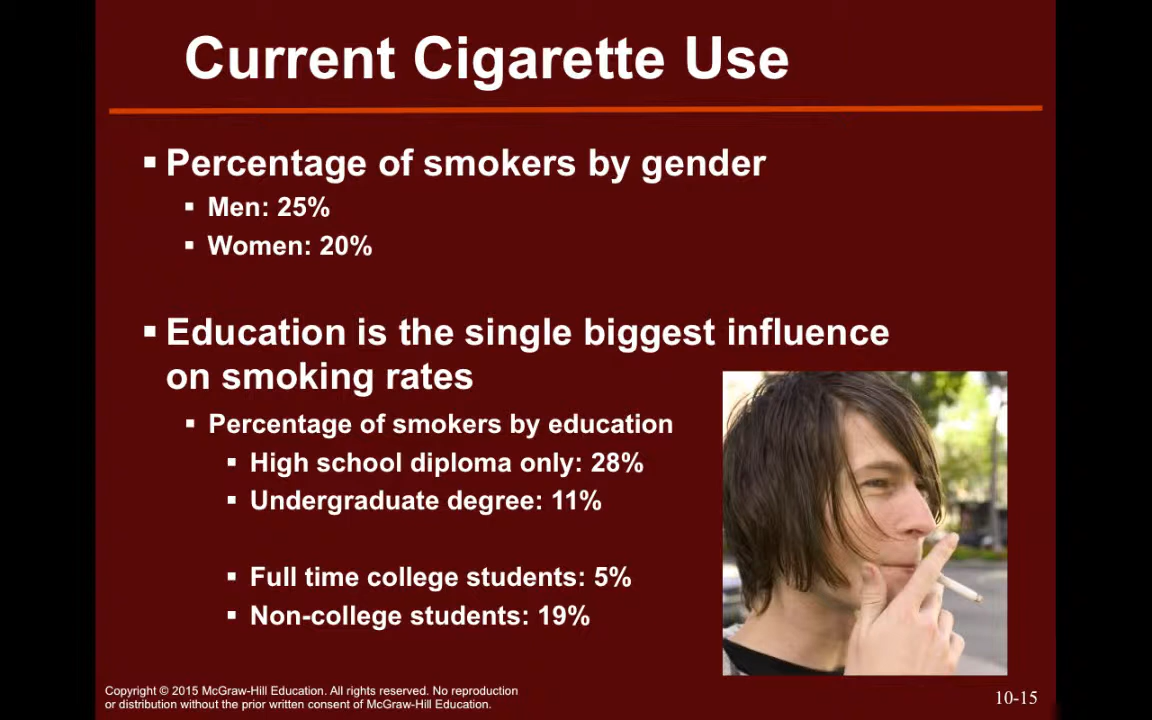 Current Cigarette Use
▪ Percentage of smokers by gender
▪ Men: 25%
▪ Women: 20%
▪ Education is the single biggest influence
on smoking rates
▪ Percentage of smokers by education
▪ High school diploma only: 28%
▪ Undergraduate degree: 11%
▪ Full time college students: 5%
▪ Non-college students: 19%
Copyright © 2015 McGraw-Hill Education. All rights reserved. No reproduction
or distribution without the prior written consent of McGraw-Hill Education.
10-15